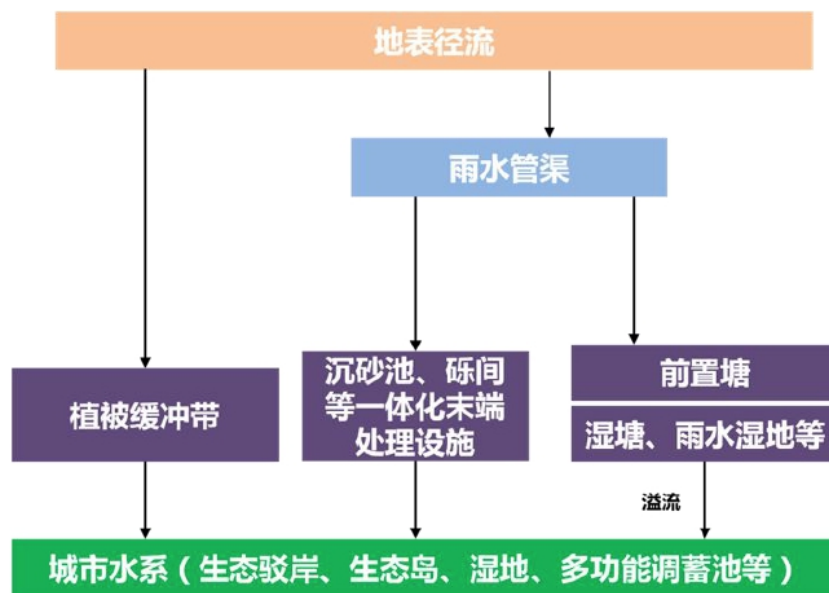 地表径流
雨水管渠
植被缓冲带
沉砂池、砾间
等一体化末端
处理设施
前置塘
湿塘、雨水湿地等
溢流
城市水系（生态驳岸、生态岛、湿地、多功能调蓄池等）